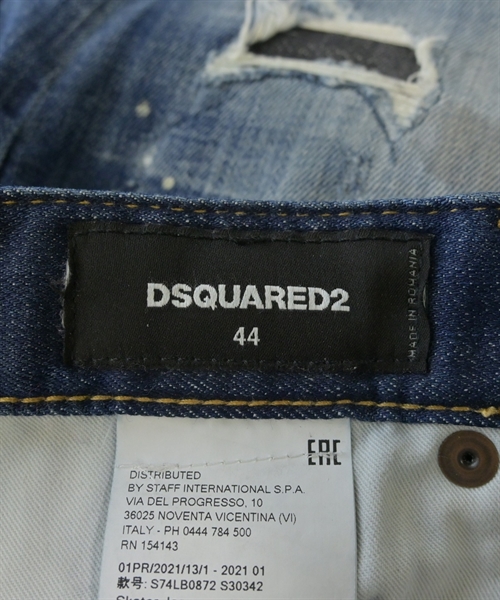 DSQUARED2
44
MADE IN ROMANIA
EAC
DISTRIBUTED
BY STAFF INTERNATIONAL S.P.A.
VIA DEL PROGRESSO, 10
36025 NOVENTA VICENTINA (VI)
ITALY - PH 0444 784 500
RN 154143
01PR/2021/13/1 - 2021 01
款号: S74LB0872 S30342